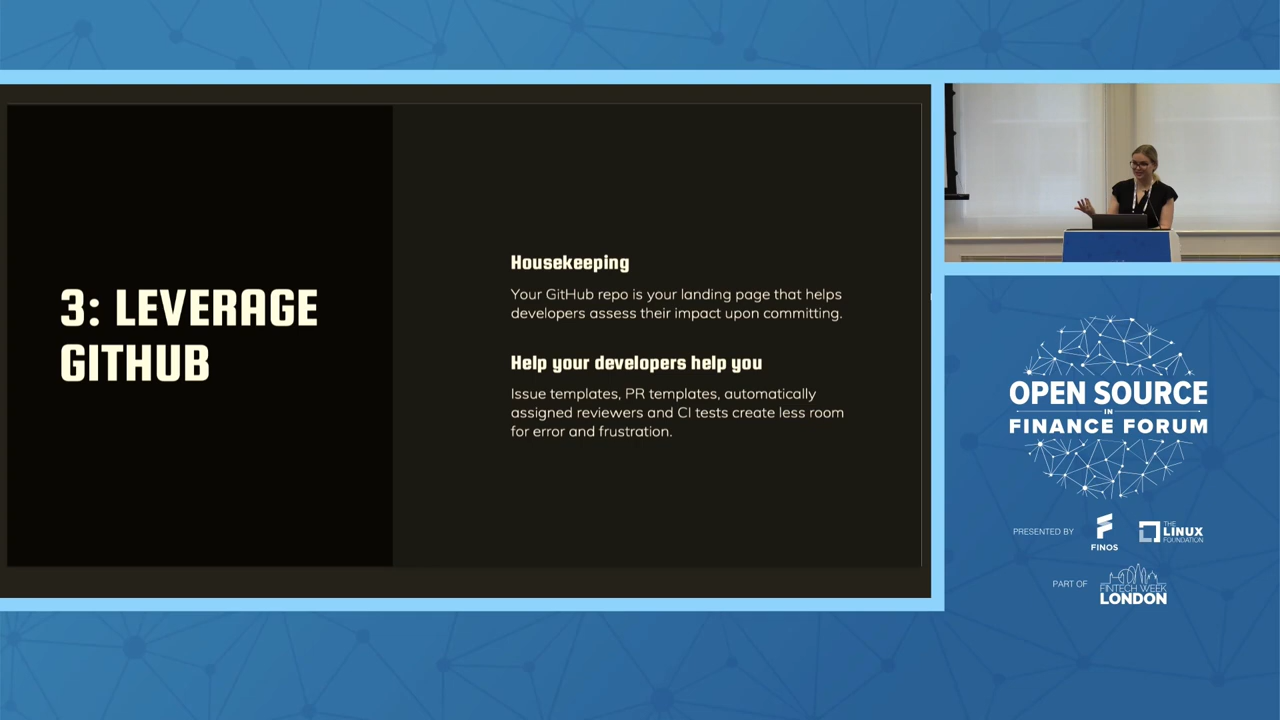 3: LEVERAGE
GITHUB
Housekeeping
Your GitHub repo is your landing page that helps
developers assess their impact upon committing.
Help your developers help you
Issue templates, PR templates, automatically
assigned reviewers and CI tests create less room
for error and frustration.
OPEN SOURCE
IN
FINANCE FORUM
PRESENTED BY
FINOS
THE
LINUX
FOUNDATION
PART OF
FINTECH WEEK
LONDON